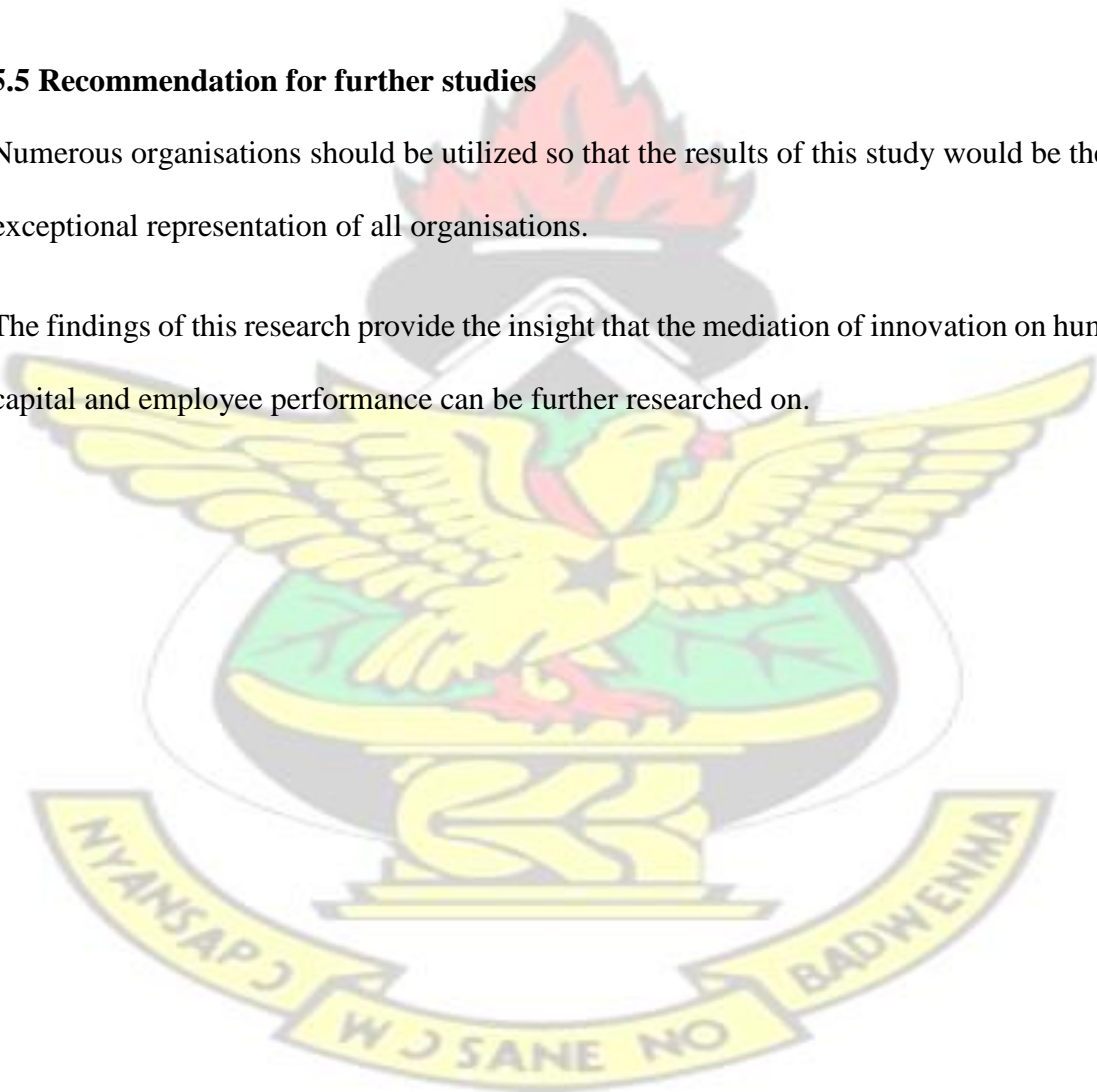 5.5 Recommendation for further studies
Numerous organisations should be utilized so that the results of this study would be the
exceptional representation of all organisations.
The findings of this research provide the insight that the mediation of innovation on
capital and employee performance can be further researched on.
NYANSAPƆ
WƆSANE NO
BADWENMA